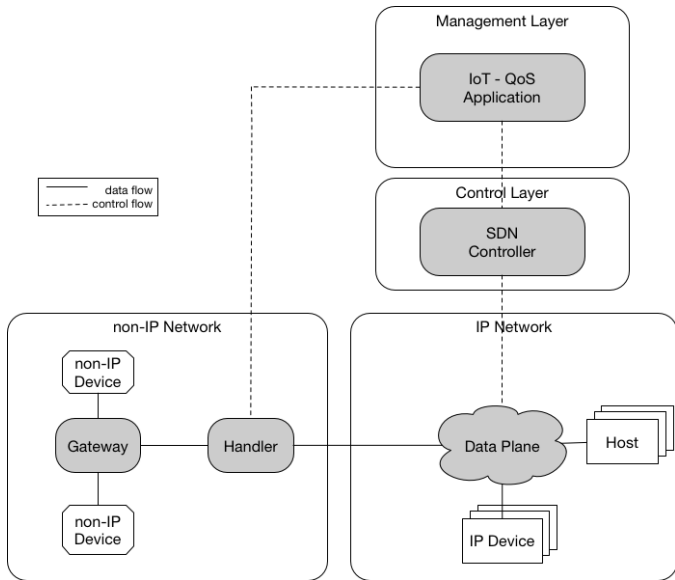 Management Layer
IoT - QoS
Application
data flow
control flow
Control Layer
SDN
Controller
non-IP Network
IP Network
non-IP
Device
Gateway
Handler
Data Plane
Host
non-IP
Device
IP Device